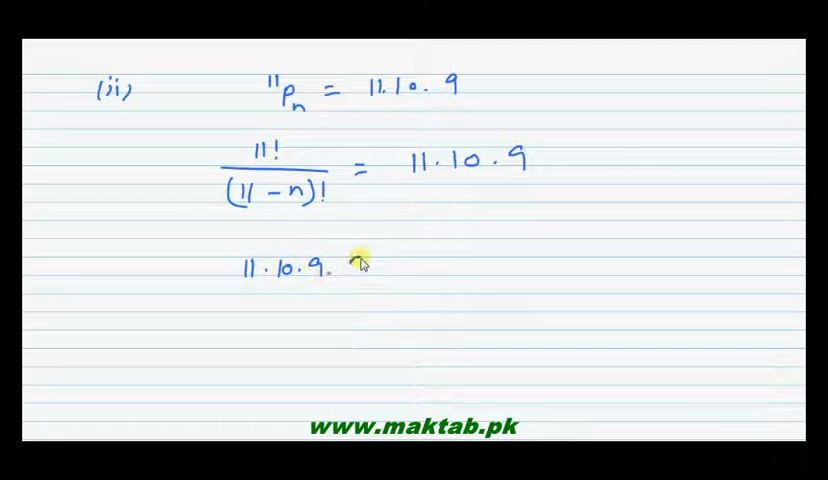 (ii) ¹¹Pₙ = 11.10.9
11! / (11 - n)! = 11 . 10 . 9
11 . 10 . 9 .
www.maktab.pk